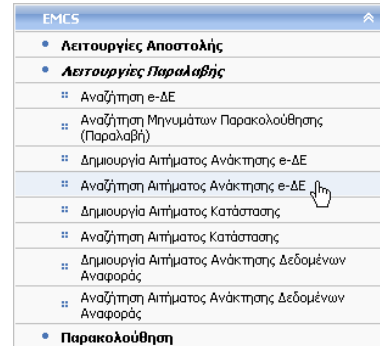 EMCS
Λειτουργίες Αποστολής
Λειτουργίες Παραλαβής
Αναζήτηση e-ΔΕ
Αναζήτηση Μηνυμάτων Παρακολούθησης
(Παραλαβή)
Δημιουργία Αιτήματος Ανάκτησης e-ΔΕ
Αναζήτηση Αιτήματος Ανάκτησης e-ΔΕ
Δημιουργία Αιτήματος Κατάστασης
Αναζήτηση Αιτήματος Κατάστασης
Δημιουργία Αιτήματος Ανάκτησης Δεδομένων
Αναφοράς
Αναζήτηση Αιτήματος Ανάκτησης Δεδομένων
Αναφοράς
Παρακολούθηση